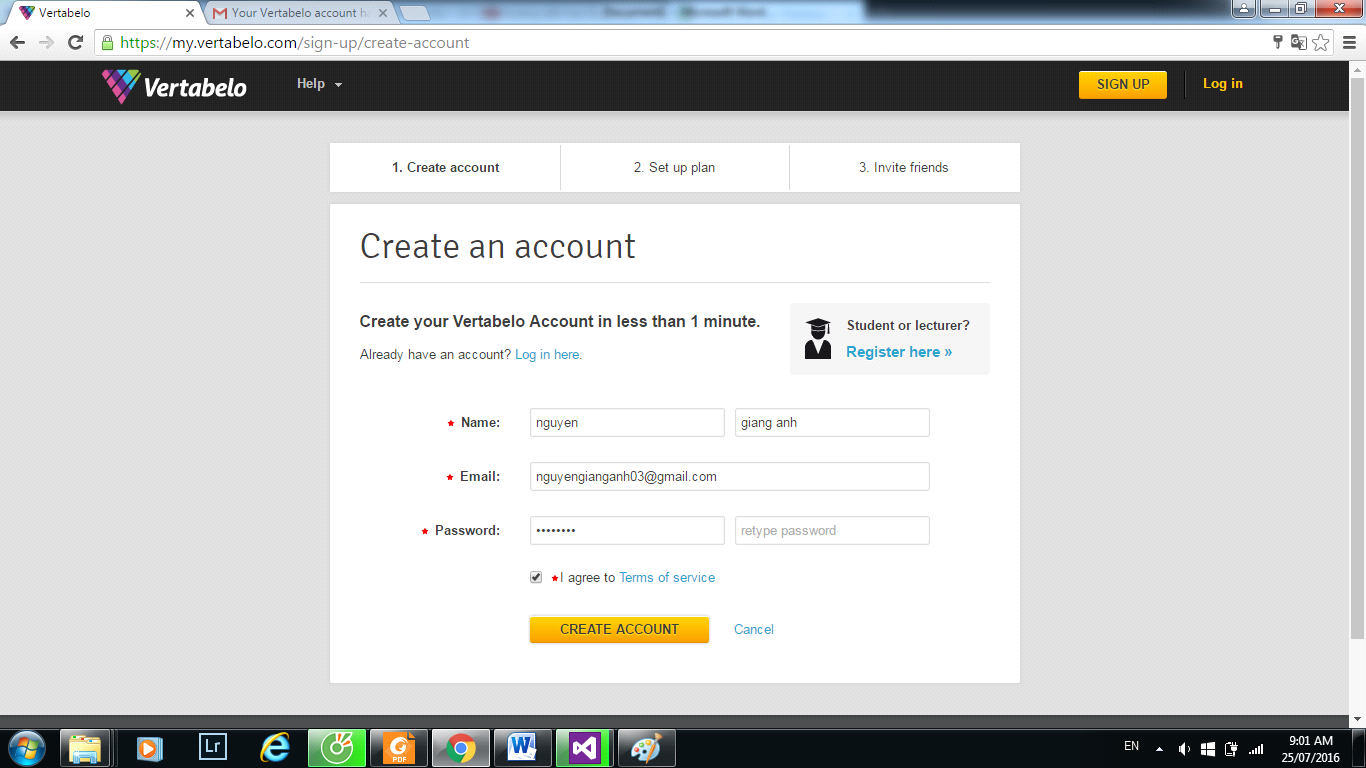 Vertabelo
Your Vertabelo account ha
https://my.vertabelo.com/sign-up/create-account
Vertabelo
Help
SIGN UP
Log in
1. Create account
2. Set up plan
3. Invite friends
Create an account
Create your Vertabelo Account in less than 1 minute.
Already have an account? Log in here.
Student or lecturer?
Register here »
* Name:
nguyen
giang anh
* Email:
nguyengianganh03@gmail.com
* Password:
••••••••
retype password
*I agree to Terms of service
CREATE ACCOUNT
Cancel
Lr
PDF
EN
9:01 AM
25/07/2016